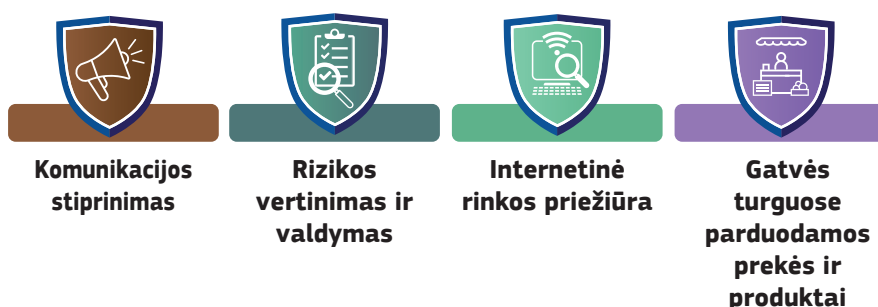 Komunikacijos
stiprinimas
Rizikos
vertinimas ir
valdymas
Internetinė
rinkos priežiūra
Gatvės
turguose
parduodamos
prekės ir
produktai